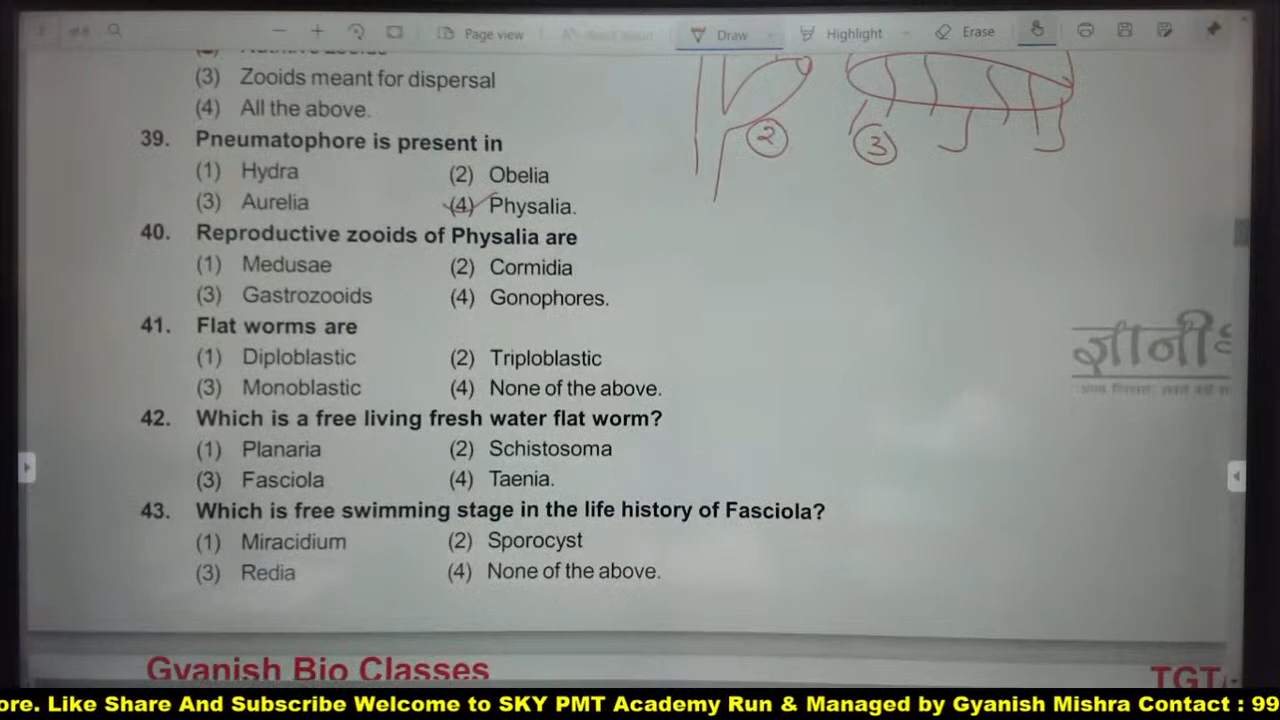 Page view
Draw
Highlight
Erase
(3) Zooids meant for dispersal
(4) All the above.
2
3
39. Pneumatophore is present in
(1) Hydra (2) Obelia
(3) Aurelia (4) Physalia.
40. Reproductive zooids of Physalia are
(1) Medusae (2) Cormidia
(3) Gastrozooids (4) Gonophores.
41. Flat worms are
(1) Diploblastic (2) Triploblastic
(3) Monoblastic (4) None of the above.
ज्ञानी
42. Which is a free living fresh water flat worm?
(1) Planaria (2) Schistosoma
(3) Fasciola (4) Taenia.
43. Which is free swimming stage in the life history of Fasciola?
(1) Miracidium (2) Sporocyst
(3) Redia (4) None of the above.
Gyanish Bio Classes TGT
ore. Like Share And Subscribe Welcome to SKY PMT Academy Run & Managed by Gyanish Mishra Contact : 99